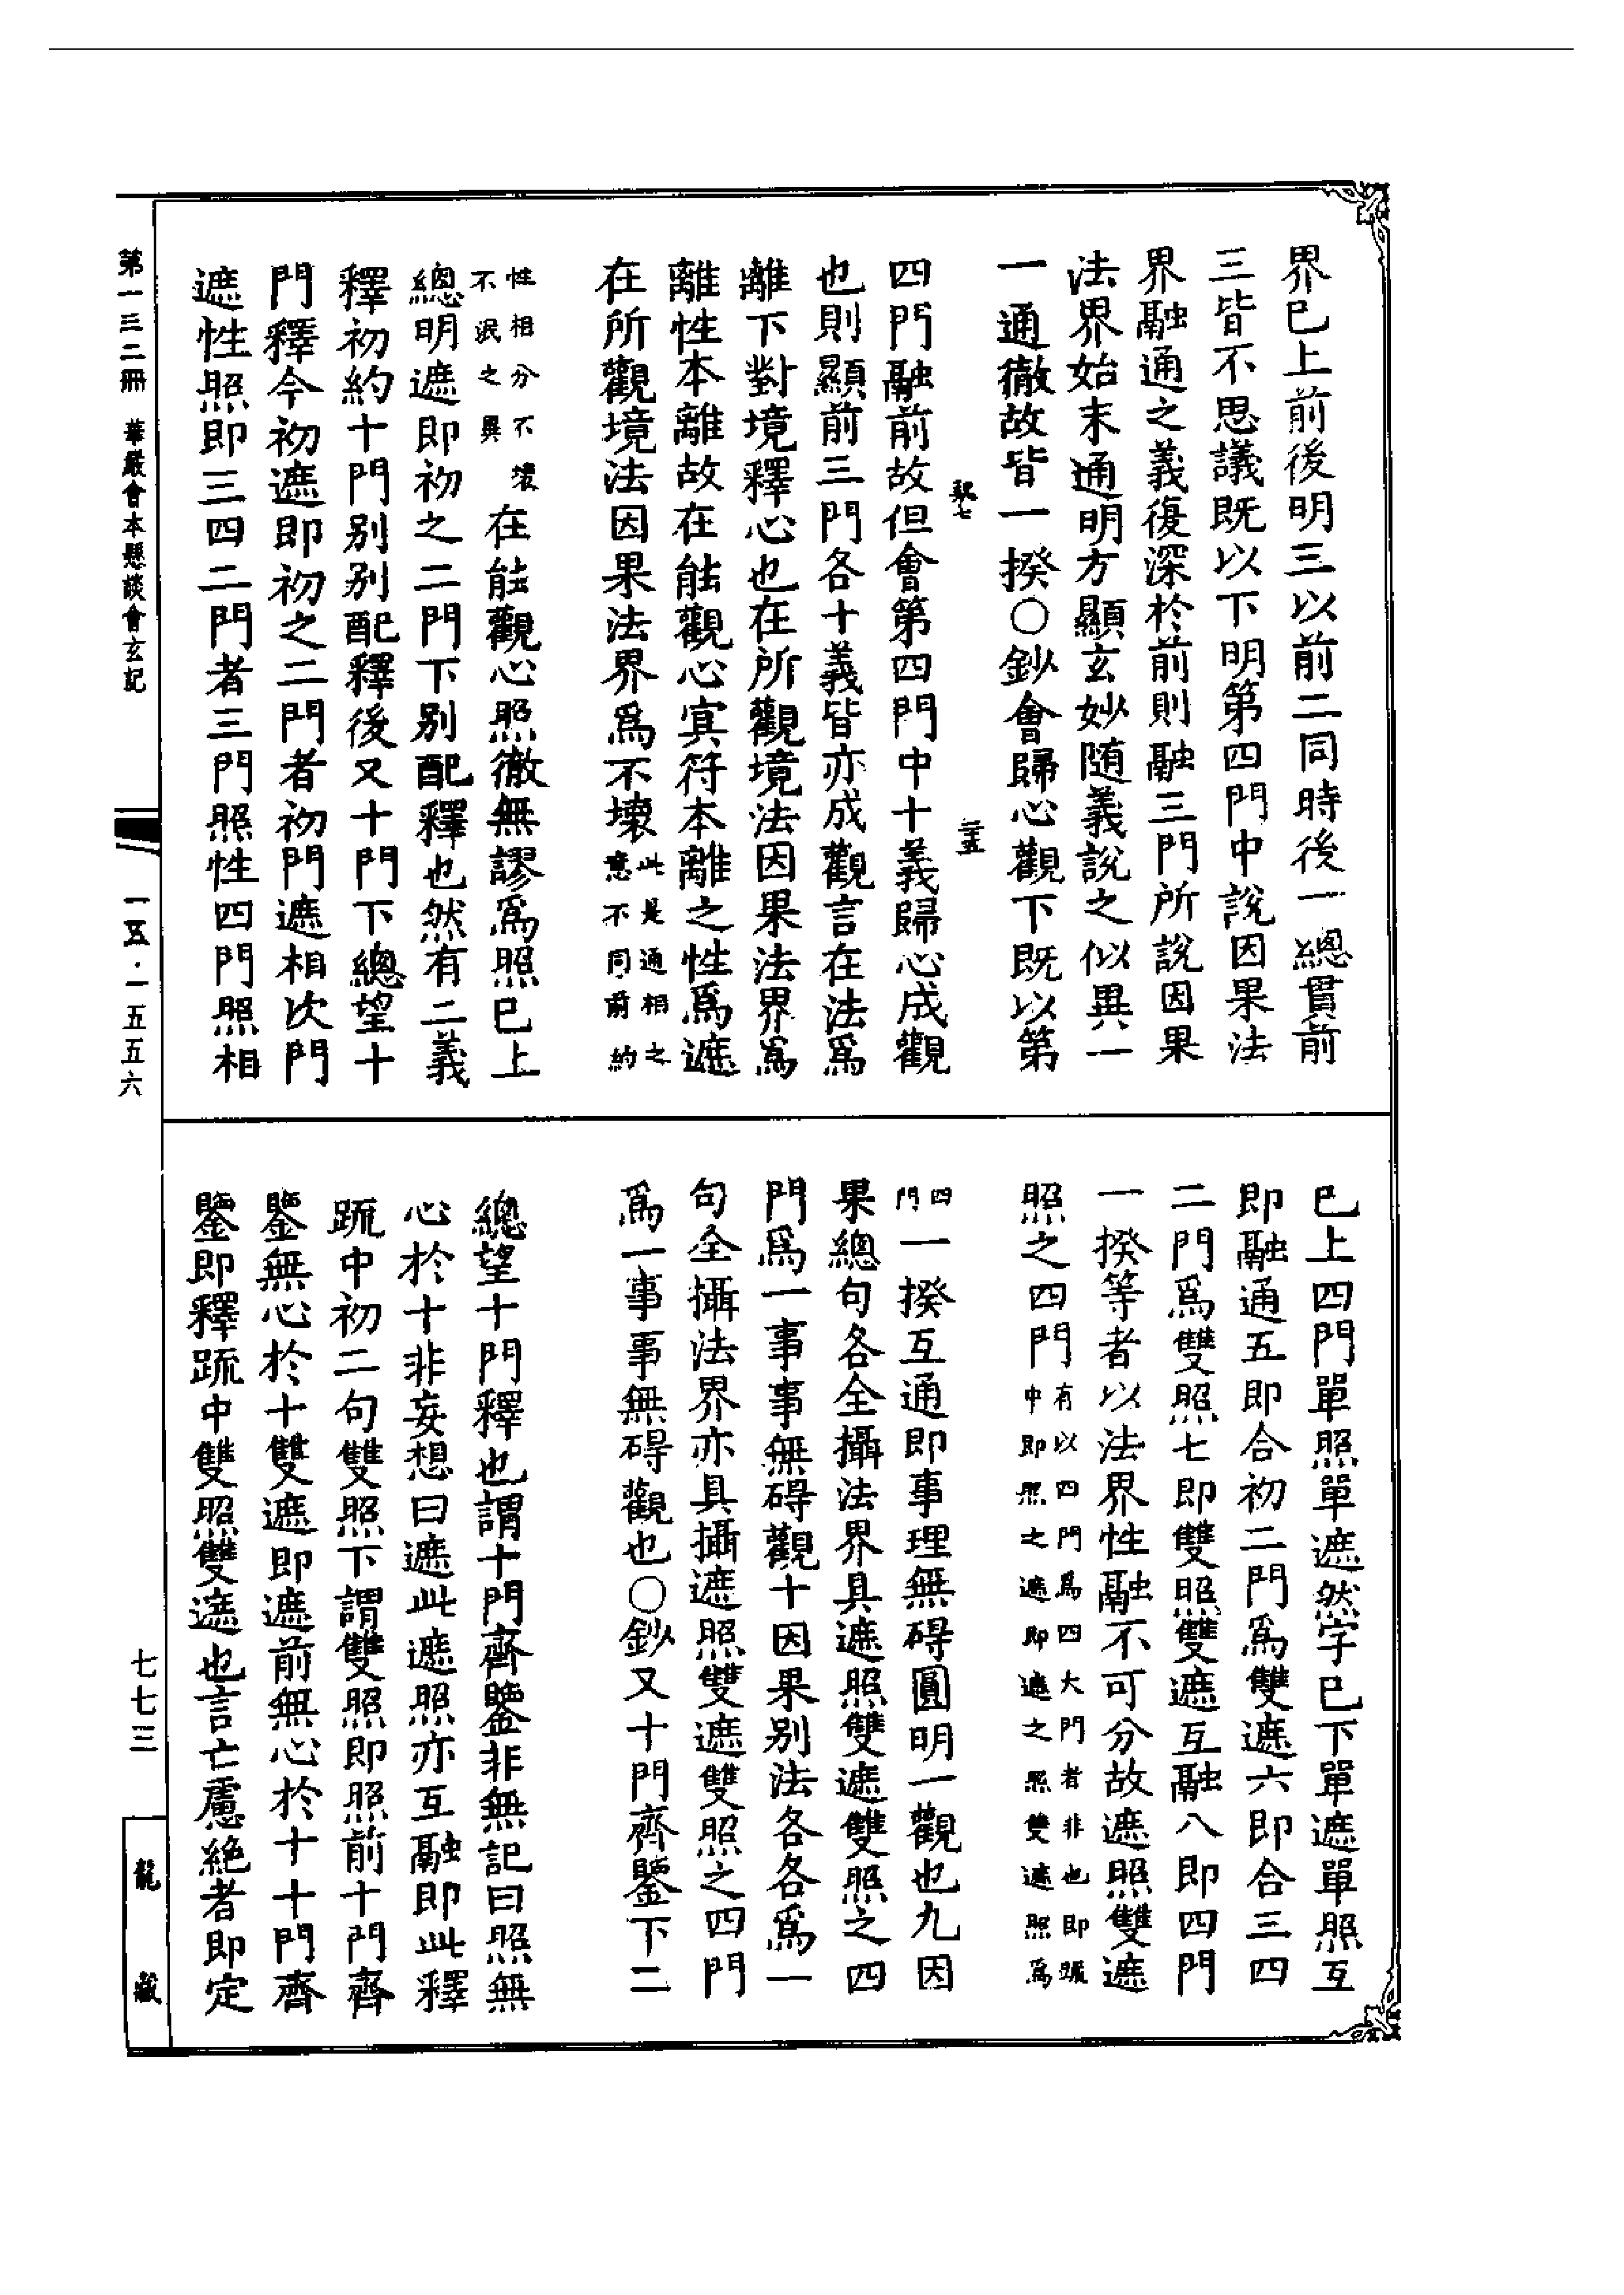 界已上前後明三以前二同時後一總貫前
三皆不思議既以下明第四門中說因果法
界融通之義復深於前則融三門所說因果
法界始末通明方顯玄妙随義說之似異一
一通徹故皆一揆○鈔會歸心觀下既以第
四門融前故但會第四門中十義歸心成觀
也則顯前三門各十義皆亦成觀言在法爲
離下對境釋心也在所觀境法因果法界爲
離性本離故在能觀心冥符本離之性爲遮
在所觀境法因果法界爲不壞此是通相之
意不同前約
性相分不壞
不泯之異在能觀心照徹無謬爲照已上
總明遮即初之二門下别配釋也然有二義
釋初約十門别别配釋後又十門下總望十
門釋今初遮即初之二門者初門遮相次門
遮性照即三四二門者三門照性四門照相
第一三二冊 華嚴會本懸談會玄記
一五·一五五六
巳上四門單照單遮然字已下單遮單照互
即融通五即合初二門爲雙遮六即合三四
二門爲雙照七即雙照雙遮互融八即四門
一揆等者以法界性融不可分故遮照雙遮
照之四門有以四門爲四大門者非也即躡
中即照之遮即遮之照雙遮照爲
四
門一揆互通即事理無碍圓明一觀也九因
果總句各全攝法界具遮照雙遮雙照之四
門爲一事事無碍觀十因果别法各各爲一
句全攝法界亦具攝遮照雙遮雙照之四門
爲一事事無碍觀也○鈔又十門齊鑒下二
總望十門釋也謂十門齊鑒非無記曰照無
心於十非妄想曰遮此遮照亦互融即此釋
䟽中初二句雙照下謂雙照即照前十門齊
鑒無心於十雙遮即遮前無心於十十門齊
鑒即釋䟽中雙照雙遮也言亡慮絶者即定
七七三
龍藏